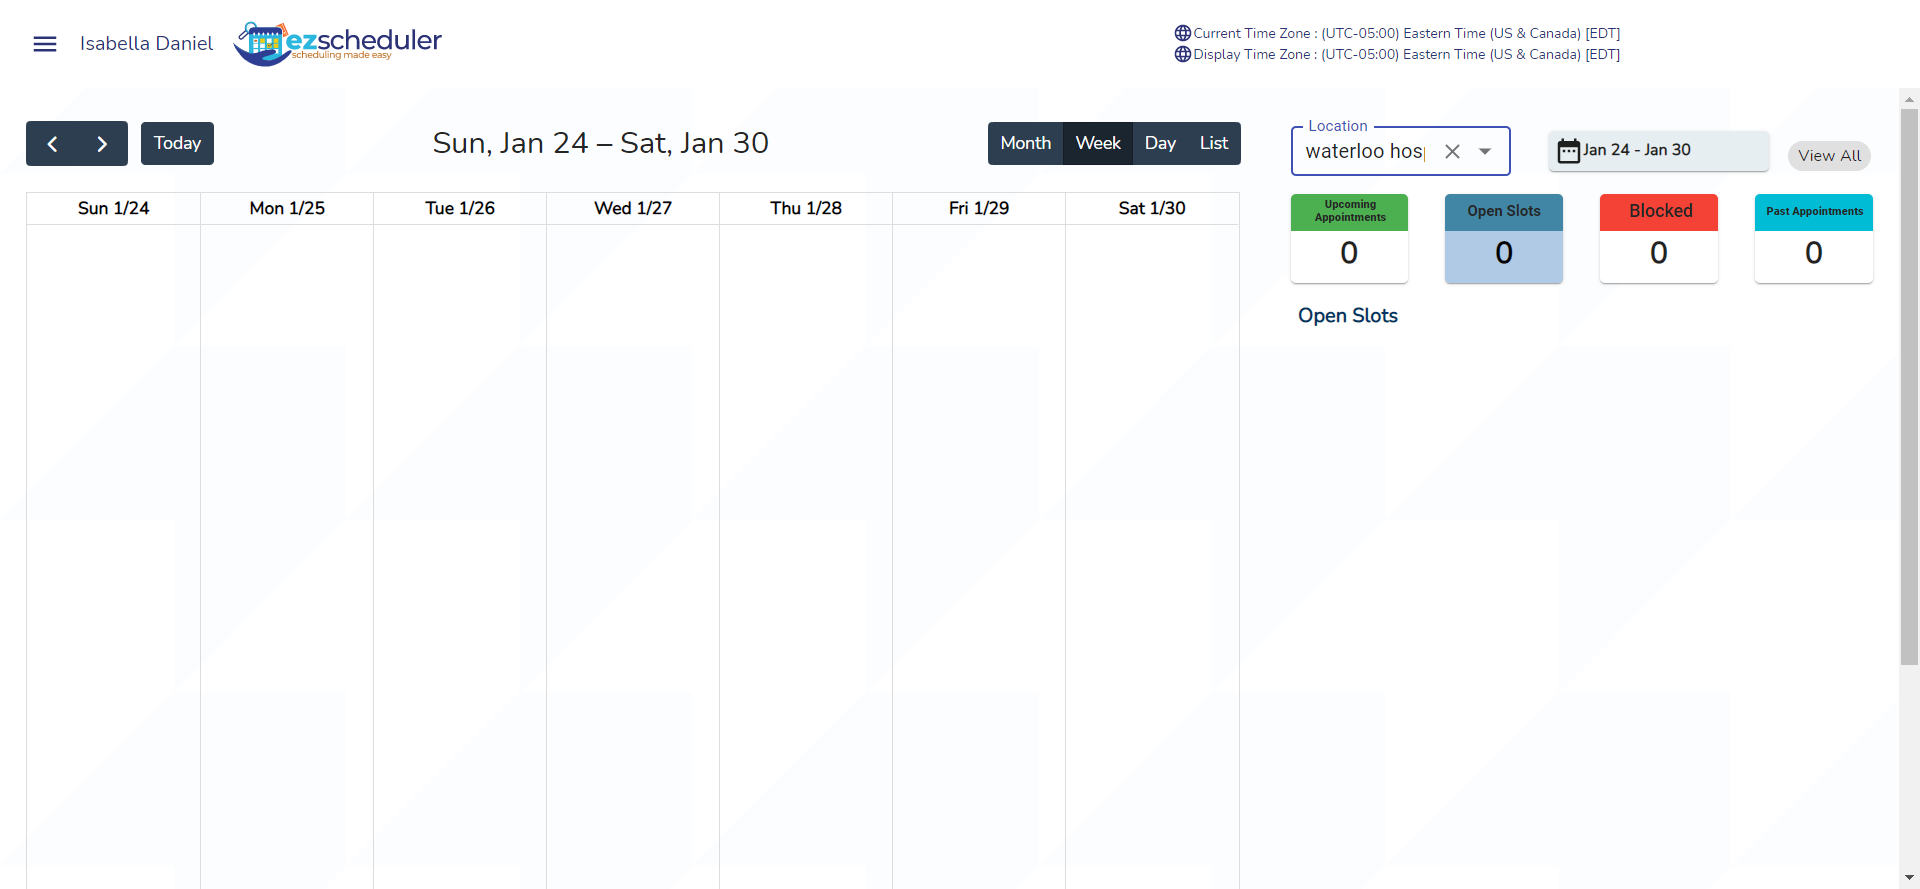 Isabella Daniel
ezscheduler
scheduling made easy
Current Time Zone : (UTC-05:00) Eastern Time (US & Canada) [EDT]
Display Time Zone : (UTC-05:00) Eastern Time (US & Canada) [EDT]
Today
Sun, Jan 24 – Sat, Jan 30
Month Week Day List
Location
waterloo hosp
Jan 24 - Jan 30
View All
Sun 1/24 Mon 1/25 Tue 1/26 Wed 1/27 Thu 1/28 Fri 1/29 Sat 1/30
Upcoming
Appointments
0
Open Slots
0
Blocked
0
Past Appointments
0
Open Slots